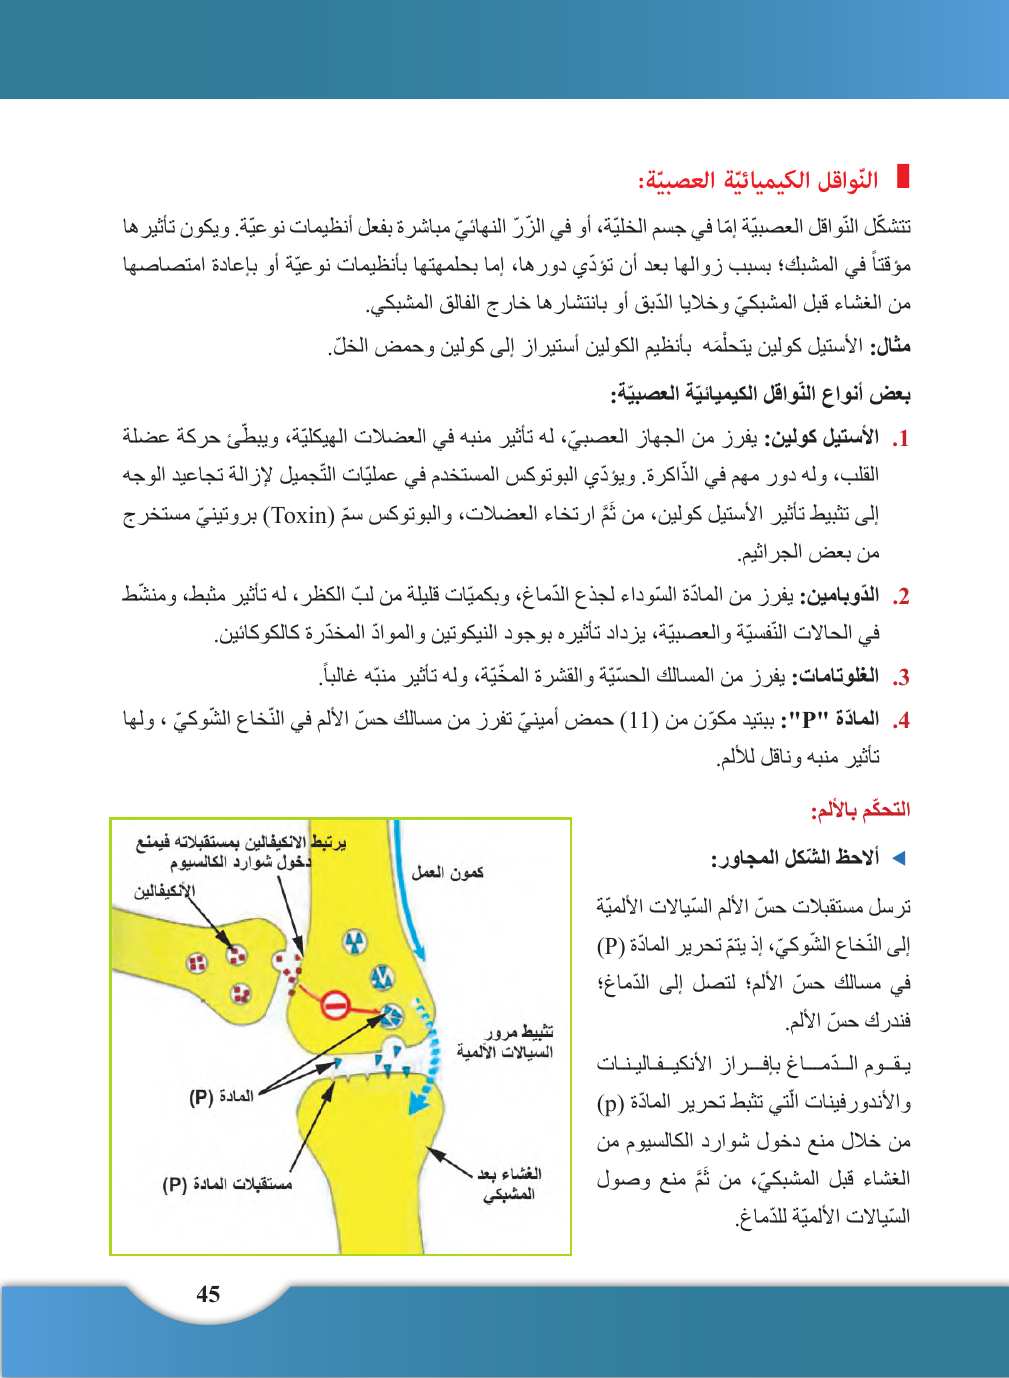 النّواقل الكيميائيّة العصبيّة:
تتشكّل النّواقل العصبيّة إمّا في جسم الخليّة، أو في الزّرّ النهائيّ مباشرة بفعل أنظيمات نوعيّة. ويكون تأثيرها
مؤقتاً في المشبك؛ بسبب زوالها بعد أن تؤدّي دورها، إما بحلمهتها بأنظيمات نوعيّة أو بإعادة امتصاصها
من الغشاء قبل المشبكيّ وخلايا الدّبق أو بانتشارها خارج الفالق المشبكي.
مثال: الأستيل كولين يتحلْمَه بأنظيم الكولين أستيراز إلى كولين وحمض الخلّ.
بعض أنواع النّواقل الكيميائيّة العصبيّة:
1. الأستيل كولين: يفرز من الجهاز العصبيّ، له تأثير منبه في العضلات الهيكليّة، ويبطّئ حركة عضلة
القلب، وله دور مهم في الذّاكرة. ويؤدّي البوتوكس المستخدم في عمليّات التّجميل لإزالة تجاعيد الوجه
إلى تثبيط تأثير الأستيل كولين، من ثَمَّ ارتخاء العضلات، والبوتوكس سمّ (Toxin) بروتينيّ مستخرج
من بعض الجراثيم.
2. الدّوبامين: يفرز من المادّة السّوداء لجذع الدّماغ، وبكميّات قليلة من لبّ الكظر، له تأثير مثبط، ومنشّط
في الحالات النّفسيّة والعصبيّة، يزداد تأثيره بوجود النيكوتين والموادّ المخدّرة كالكوكائين.
3. الغلوتامات: يفرز من المسالك الحسّيّة والقشرة المخّيّة، وله تأثير منبّه غالباً.
4. المادّة "P": ببتيد مكوّن من (11) حمض أمينيّ تفرز من مسالك حسّ الألم في النّخاع الشّوكيّ ، ولها
تأثير منبه وناقل للألم.
التحكّم بالألم:
ألاحظ الشّكل المجاور:
ترسل مستقبلات حسّ الألم السّيالات الألميّة
إلى النّخاع الشّوكيّ، إذ يتمّ تحرير المادّة (P)
في مسالك حسّ الألم؛ لتصل إلى الدّماغ؛
فندرك حسّ الألم.
يقوم الدّماغ بإفراز الأنكيفالينات
والأندورفينات الّتي تثبط تحرير المادّة (p)
من خلال منع دخول شوارد الكالسيوم من
الغشاء قبل المشبكيّ، من ثَمَّ منع وصول
السّيالات الألميّة للدّماغ.
يرتبط الانكيفالين بمستقبلاته فيمنع
دخول شوارد الكالسيوم
الأنكيفالين
كمون العمل
تثبيط مرور
السيالات الألمية
المادة (P)
مستقبلات المادة (P)
الغشاء بعد
المشبكي
45